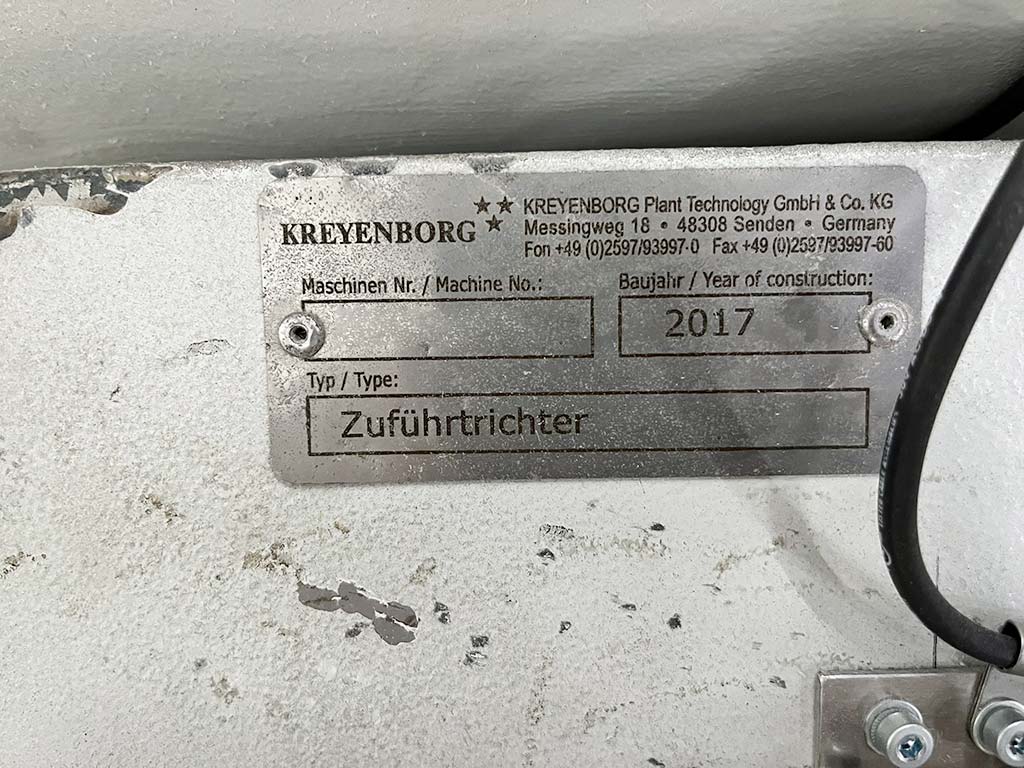 KREYENBORG
KREYENBORG Plant Technology GmbH & Co. KG
Messingweg 18 • 48308 Senden • Germany
Fon +49 (0)2597/93997-0 Fax +49 (0)2597/93997-60
Maschinen Nr. / Machine No.:
Baujahr / Year of construction:
2017
Typ / Type:
Zuführtrichter